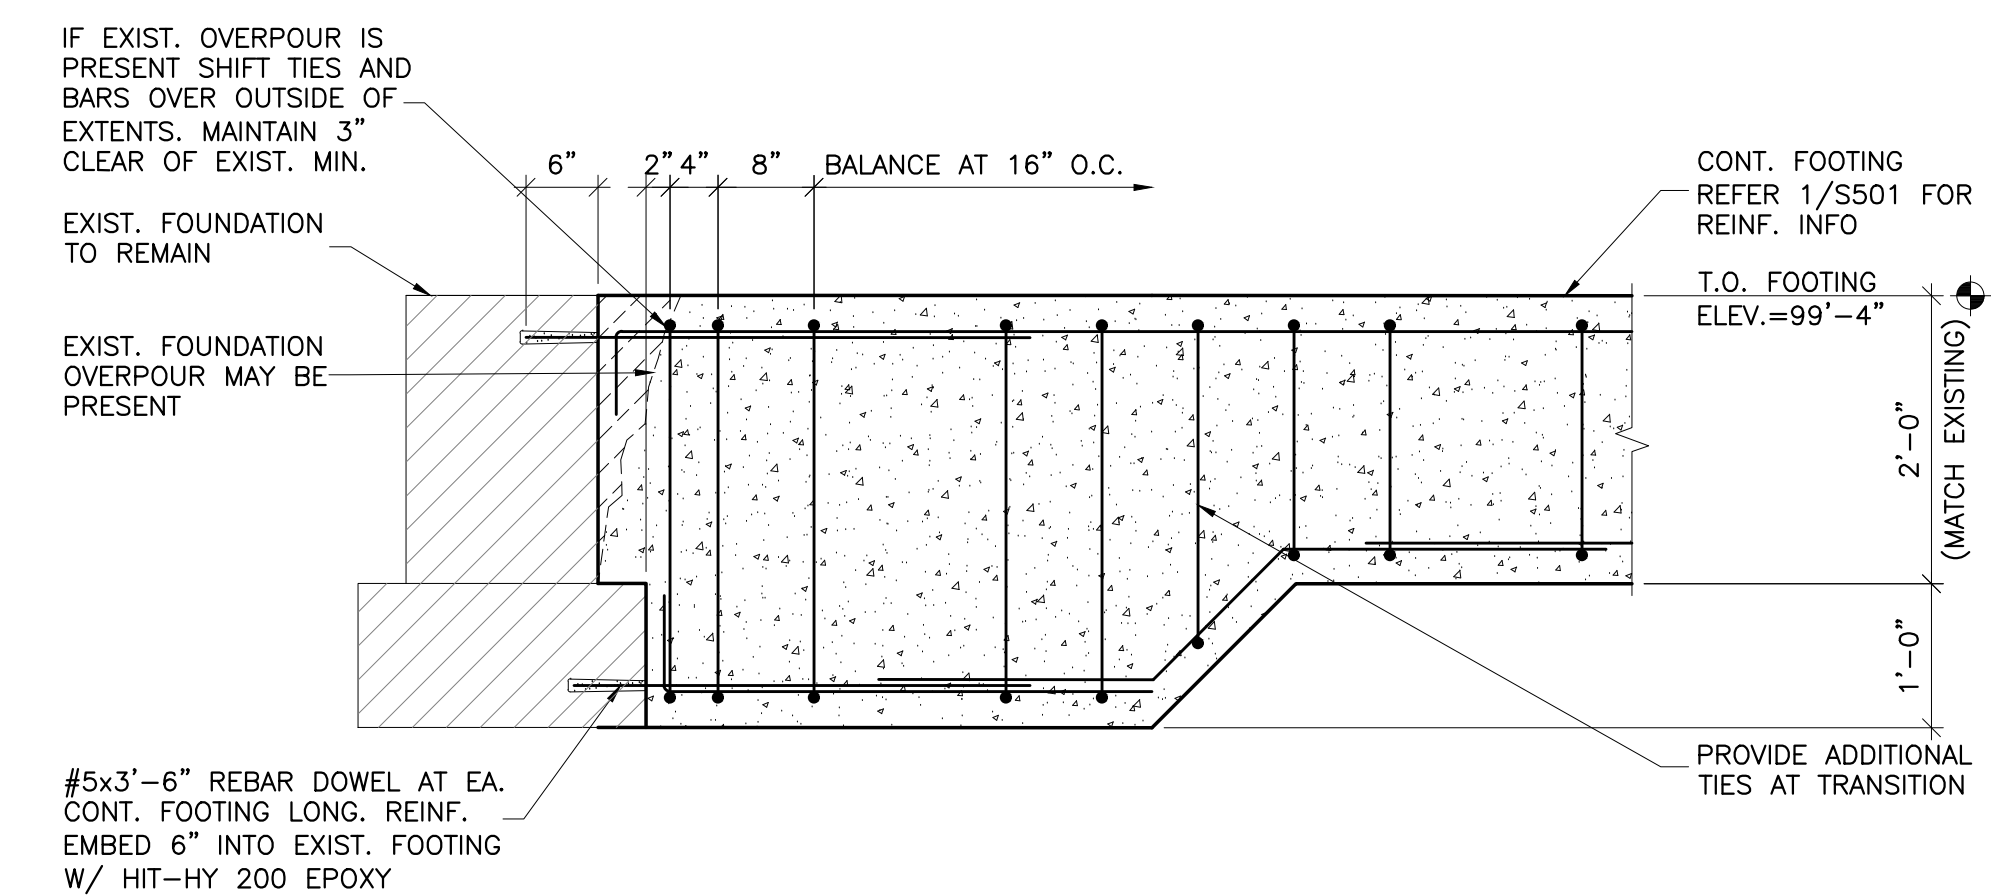 IF EXIST. OVERPOUR IS
PRESENT SHIFT TIES AND
BARS OVER OUTSIDE OF
EXTENTS. MAINTAIN 3"
CLEAR OF EXIST. MIN.
6"
2"
4"
8"
BALANCE AT 16" O.C.
EXIST. FOUNDATION
TO REMAIN
EXIST. FOUNDATION
OVERPOUR MAY BE
PRESENT
#5x3'-6" REBAR DOWEL AT EA.
CONT. FOOTING LONG. REINF.
EMBED 6" INTO EXIST. FOOTING
W/ HIT-HY 200 EPOXY
CONT. FOOTING
REFER 1/S501 FOR
REINF. INFO
T.O. FOOTING
ELEV.=99'-4"
2'-0"
(MATCH EXISTING)
1'-0"
PROVIDE ADDITIONAL
TIES AT TRANSITION